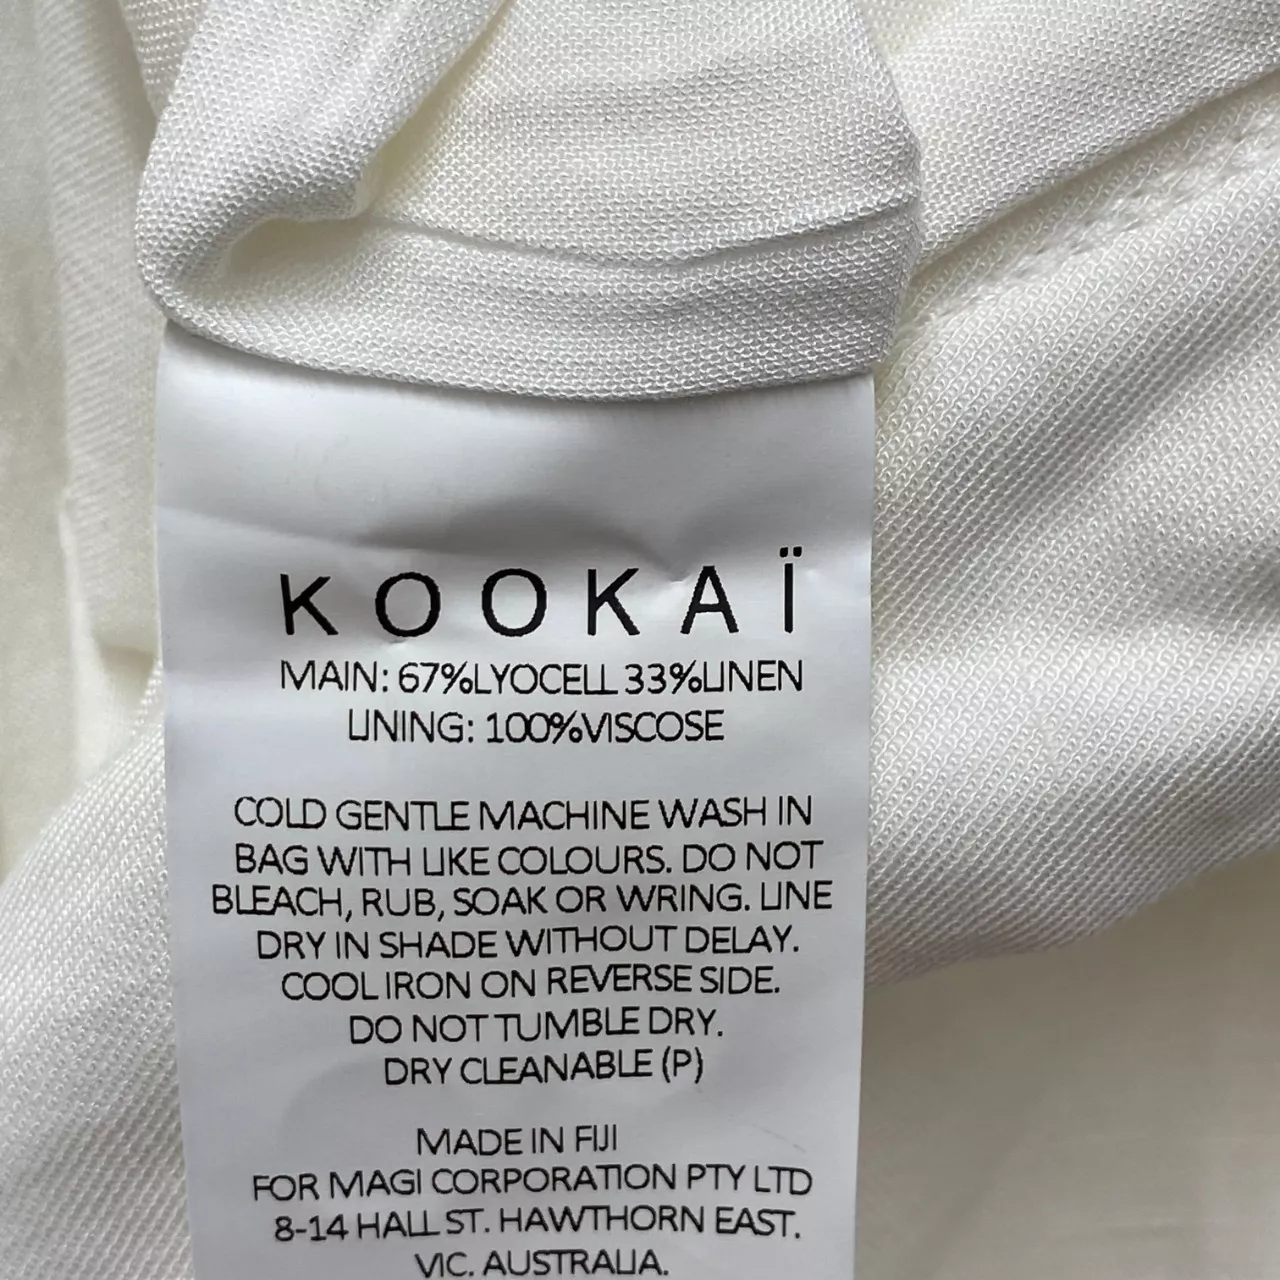 KOOKAÏ
MAIN: 67%LYOCELL 33%LINEN
LINING: 100%VISCOSE
COLD GENTLE MACHINE WASH IN
BAG WITH LIKE COLOURS. DO NOT
BLEACH, RUB, SOAK OR WRING. LINE
DRY IN SHADE WITHOUT DELAY.
COOL IRON ON REVERSE SIDE.
DO NOT TUMBLE DRY.
DRY CLEANABLE (P)
MADE IN FIJI
FOR MAGI CORPORATION PTY LTD
8-14 HALL ST. HAWTHORN EAST.
VIC. AUSTRALIA.